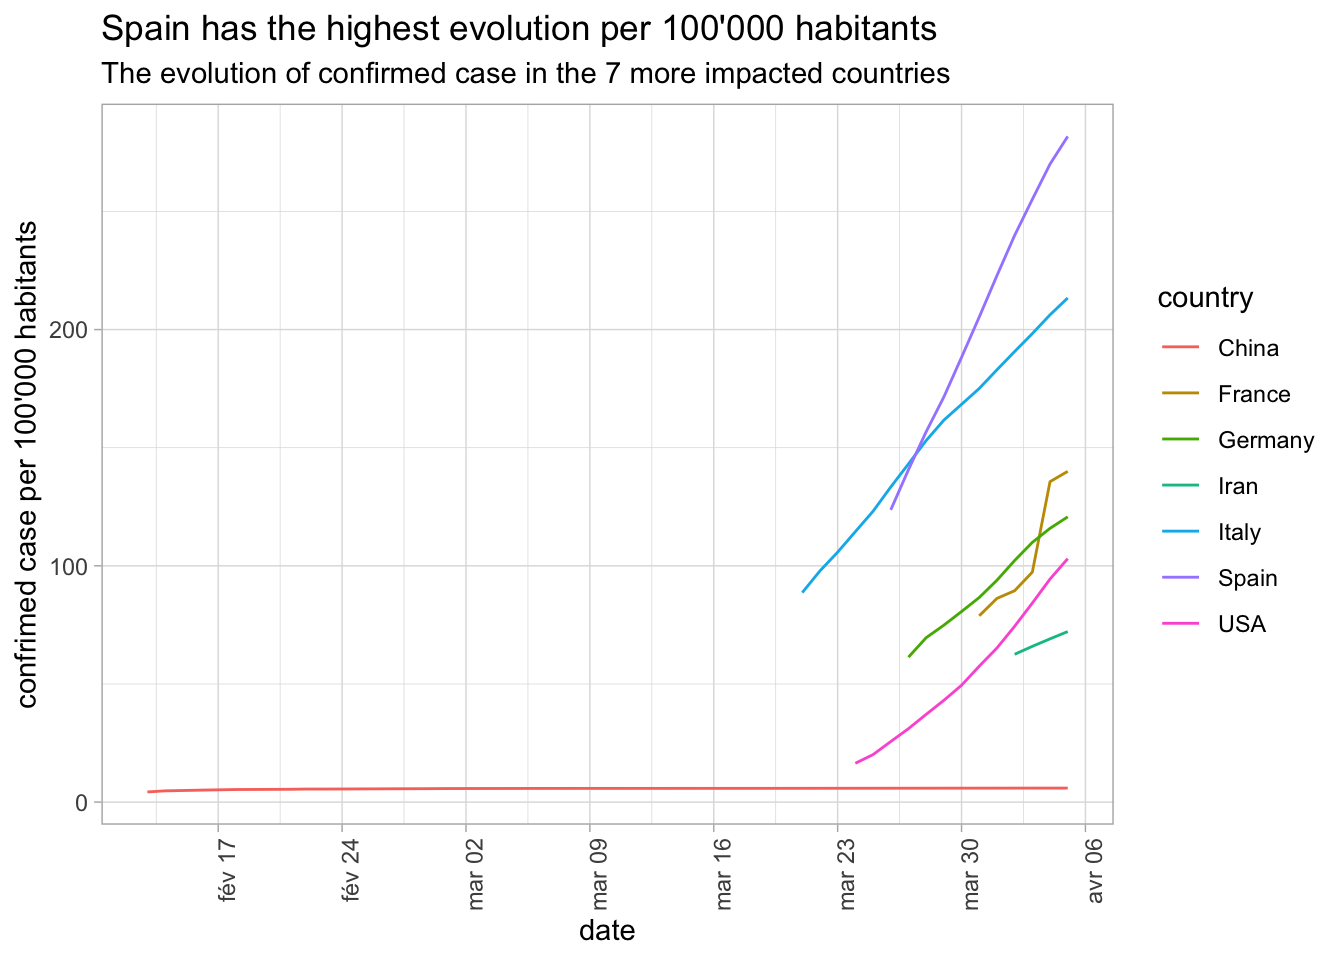 Spain has the highest evolution per 100'000 habitants
The evolution of confirmed case in the 7 more impacted countries
confrimed case per 100'000 habitants
200
100
0
fév 17
fév 24
mar 02
mar 09
mar 16
mar 23
mar 30
avr 06
date
country
China
France
Germany
Iran
Italy
Spain
USA